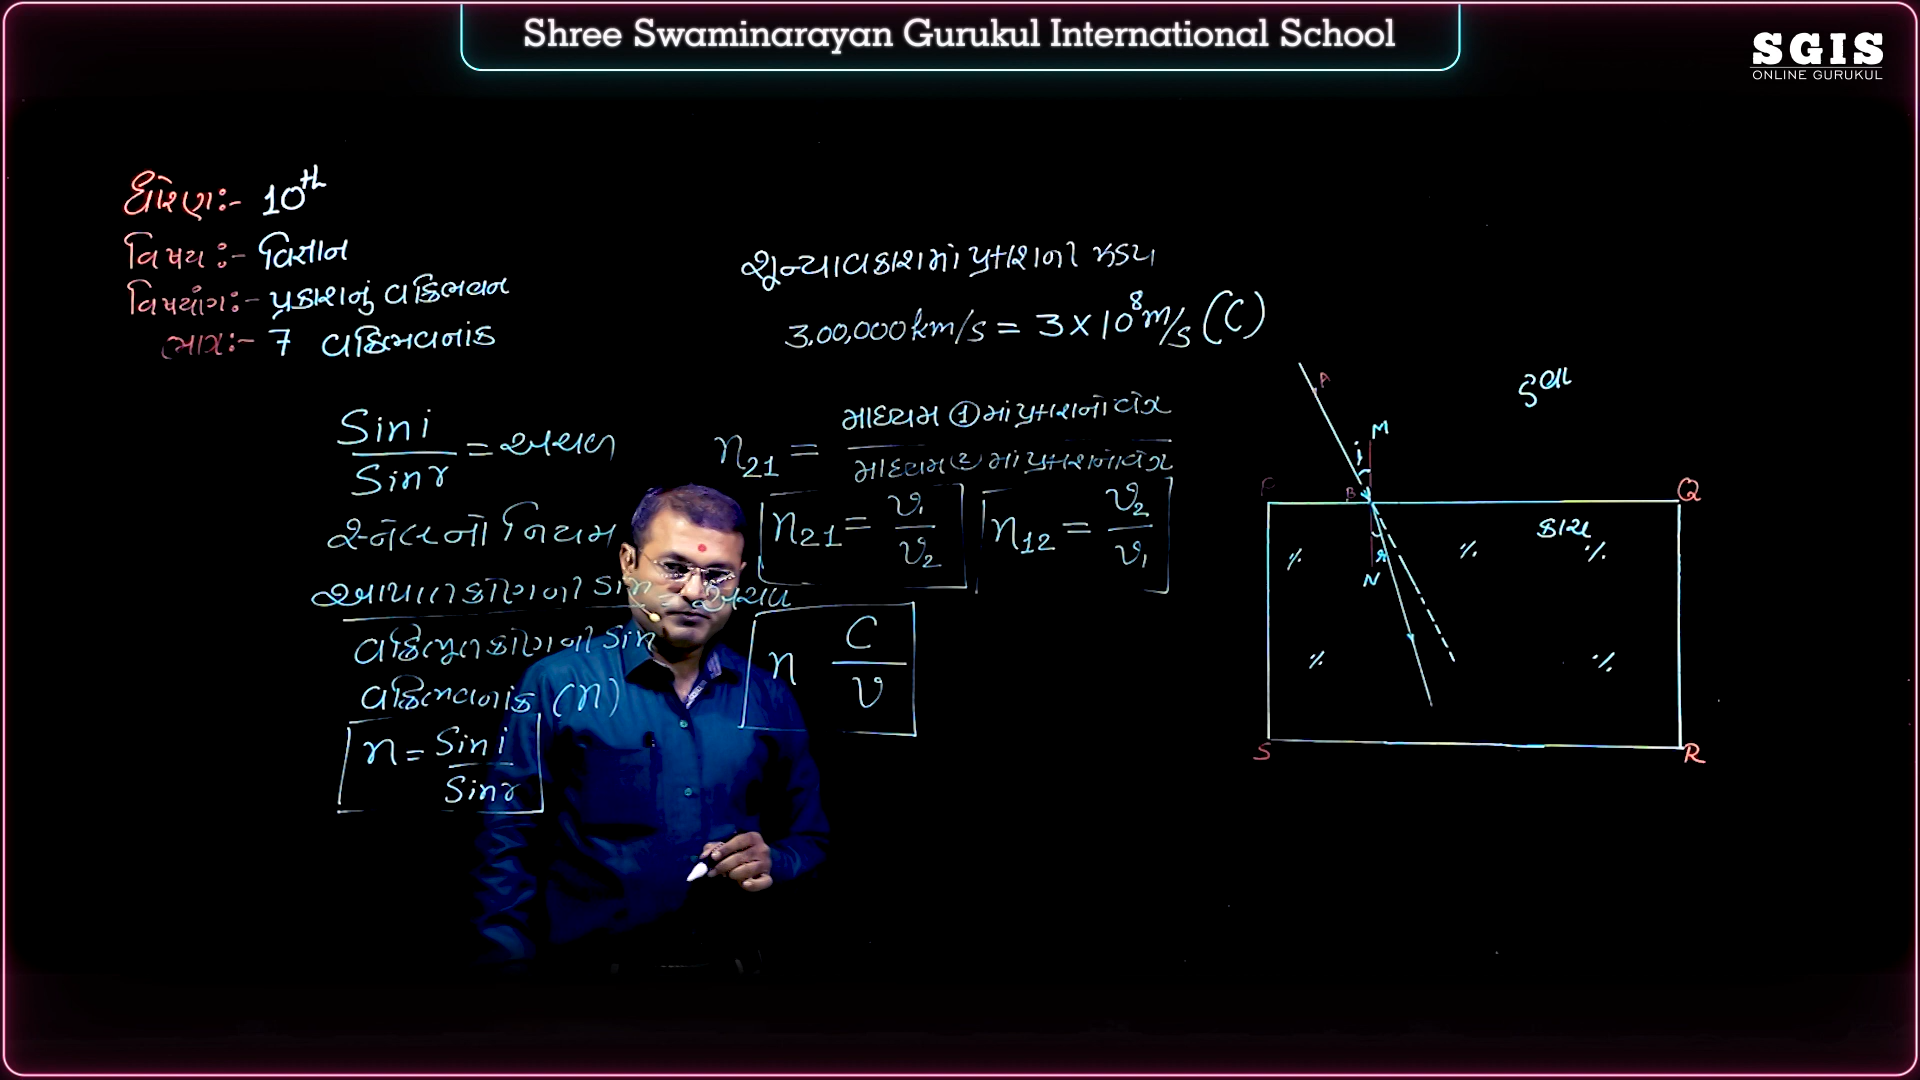 Shree Swaminarayan Gurukul International School
SGIS
ONLINE GURUKUL
ધોરણ:- 10th
વિષય:- વિજ્ઞાન
વિષયાંગ:- પ્રકાશનું વક્રિભવન
ભાગ:- 7 વક્રિભવનાંક
શૂન્યાવકાશમાં પ્રકાશની ઝડપ
3,00,000 km/s = 3 × 10⁸ m/s (C)
Sin i / Sin r = અચળ
સ્નેલનો નિયમ
આપાતકોણની sin = અચળ
વક્રિભૂતકોણની sin
વક્રિભવનાંક (n)
n = Sin i / Sin r
n₂₁ = માધ્યમ ① માં પ્રકાશનો વેગ / માધ્યમ ② માં પ્રકાશનો વેગ
n₂₁ = v₁ / v₂
n₁₂ = v₂ / v₁
n C / v
હવા
A
M
i
P B Q
કાચ
r
N
S R